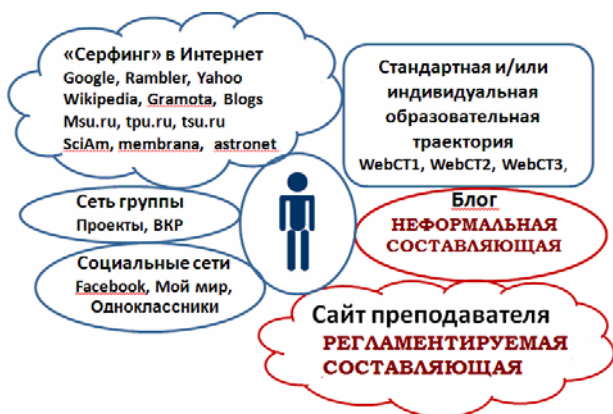 «Серфинг» в Интернет
Google, Rambler, Yahoo
Wikipedia, Gramota, Blogs
Msu.ru, tpu.ru, tsu.ru
SciAm, membrana, astronet
Стандартная и/или
индивидуальная
образовательная
траектория
WebCT1, WebCT2, WebCT3,
Сеть группы
Проекты, ВКР
Блог
НЕФОРМАЛЬНАЯ
СОСТАВЛЯЮЩАЯ
Социальные сети
Facebook, Мой мир,
Одноклассники
Сайт преподавателя
РЕГЛАМЕНТИРУЕМАЯ
СОСТАВЛЯЮЩАЯ